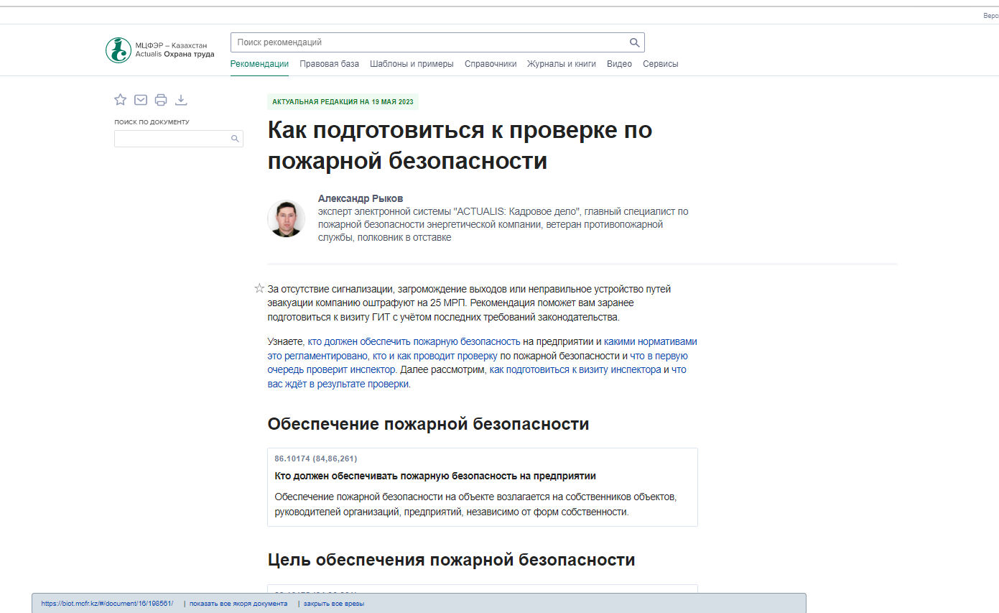 МЦФЭР – Казахстан
Actualis Охрана труда
Поиск рекомендаций
Рекомендации Правовая база Шаблоны и примеры Справочники Журналы и книги Видео Сервисы
ПОИСК ПО ДОКУМЕНТУ
АКТУАЛЬНАЯ РЕДАКЦИЯ НА 19 МАЯ 2023
Как подготовиться к проверке по
пожарной безопасности
Александр Рыков
эксперт электронной системы "ACTUALIS: Кадровое дело", главный специалист по
пожарной безопасности энергетической компании, ветеран противопожарной
службы, полковник в отставке
За отсутствие сигнализации, загромождение выходов или неправильное устройство путей
эвакуации компанию оштрафуют на 25 МРП. Рекомендация поможет вам заранее
подготовиться к визиту ГИТ с учётом последних требований законодательства.
Узнаете, кто должен обеспечить пожарную безопасность на предприятии и какими нормативами
это регламентировано, кто и как проводит проверку по пожарной безопасности и что в первую
очередь проверит инспектор. Далее рассмотрим, как подготовиться к визиту инспектора и что
вас ждёт в результате проверки.
Обеспечение пожарной безопасности
86.10174 (84,86,261)
Кто должен обеспечивать пожарную безопасность на предприятии
Обеспечение пожарной безопасности на объекте возлагается на собственников объектов,
руководителей организаций, предприятий, независимо от форм собственности.
Цель обеспечения пожарной безопасности
https://biot.mcfr.kz/#/document/16/198561/ | показать все якоря документа | закрыть все врезы